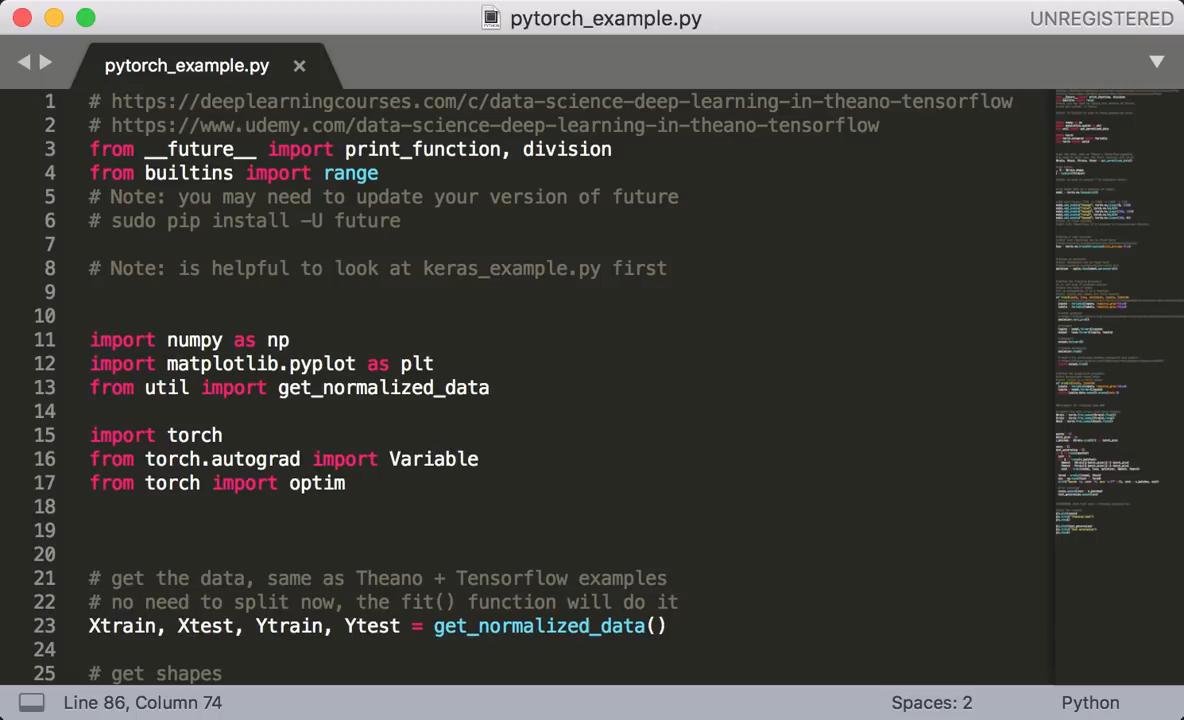 pytorch_example.py
UNREGISTERED
pytorch_example.py ×
1 # https://deeplearningcourses.com/c/data-science-deep-learning-in-theano-tensorflow
2 # https://www.udemy.com/data-science-deep-learning-in-theano-tensorflow
3 from __future__ import print_function, division
4 from builtins import range
5 # Note: you may need to update your version of future
6 # sudo pip install -U future
7
8 # Note: is helpful to look at keras_example.py first
9
10
11 import numpy as np
12 import matplotlib.pyplot as plt
13 from util import get_normalized_data
14
15 import torch
16 from torch.autograd import Variable
17 from torch import optim
18
19
20
21 # get the data, same as Theano + Tensorflow examples
22 # no need to split now, the fit() function will do it
23 Xtrain, Xtest, Ytrain, Ytest = get_normalized_data()
24
25 # get shapes
Line 86, Column 74
Spaces: 2
Python